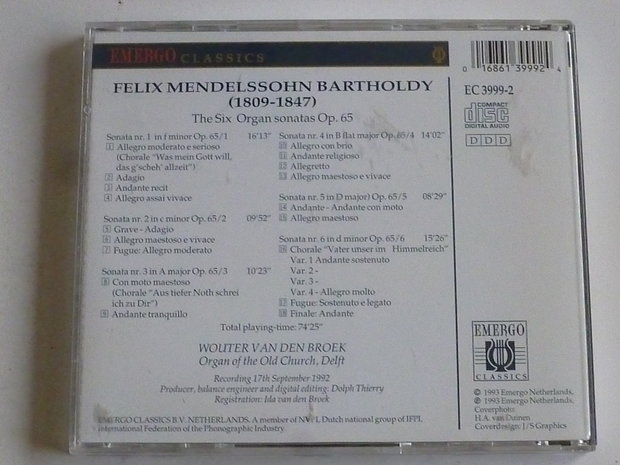 EMERGO CLASSICS
0 16861 39992 4
FELIX MENDELSSOHN BARTHOLDY
(1809-1847)
The Six Organ sonatas Op. 65
EC 3999-2
COMPACT
disc
DIGITAL AUDIO
DDD
Sonata nr. 1 in f minor Op. 65/1 16'13"
1 Allegro moderato e serioso
(Chorale "Was mein Gott will,
das g'scheh' allzeit")
2 Adagio
3 Andante recit
4 Allegro assai vivace
Sonata nr. 2 in c minor Op. 65/2 09'52"
5 Grave - Adagio
6 Allegro maestoso e vivace
7 Fugue: Allegro moderato
Sonata nr. 3 in A major Op. 65/3 10'23"
8 Con moto maestoso
(Chorale "Aus tiefer Noth schrei
ich zu Dir")
9 Andante tranquillo
Sonata nr. 4 in B flat major Op. 65/4 14'02"
10 Allegro con brio
11 Andante religioso
12 Allegretto
13 Allegro maestoso e vivace
Sonata nr. 5 in D major) Op. 65/5 08'29"
14 Andante - Andante con moto
15 Allegro maestoso
Sonata nr. 6 in d minor Op. 65/6 15'26"
16 Chorale "Vater unser im Himmelreich"
Var. 1 Andante sostenuto
Var. 2 -
Var. 3 -
Var. 4 - Allegro molto
17 Fugue: Sostenuto e legato
18 Finale: Andante
Total playing-time: 74'25"
WOUTER VAN DEN BROEK
Organ of the Old Church, Delft
Recording 17th September 1992
Producer, balance engineer and digital editing: Dolph Thierry
Registration: Ida van den Broek
EMERGO CLASSICS B.V. NETHERLANDS. A member of NVPI, Dutch national group of IFPI,
International Federation of the Phonographic Industry.
EMERGO
CLASSICS
℗ 1993 Emergo Netherlands.
© 1993 Emergo Netherlands.
Coverphoto:
H.A. van Duinen
Coverdesign: I/S Graphics